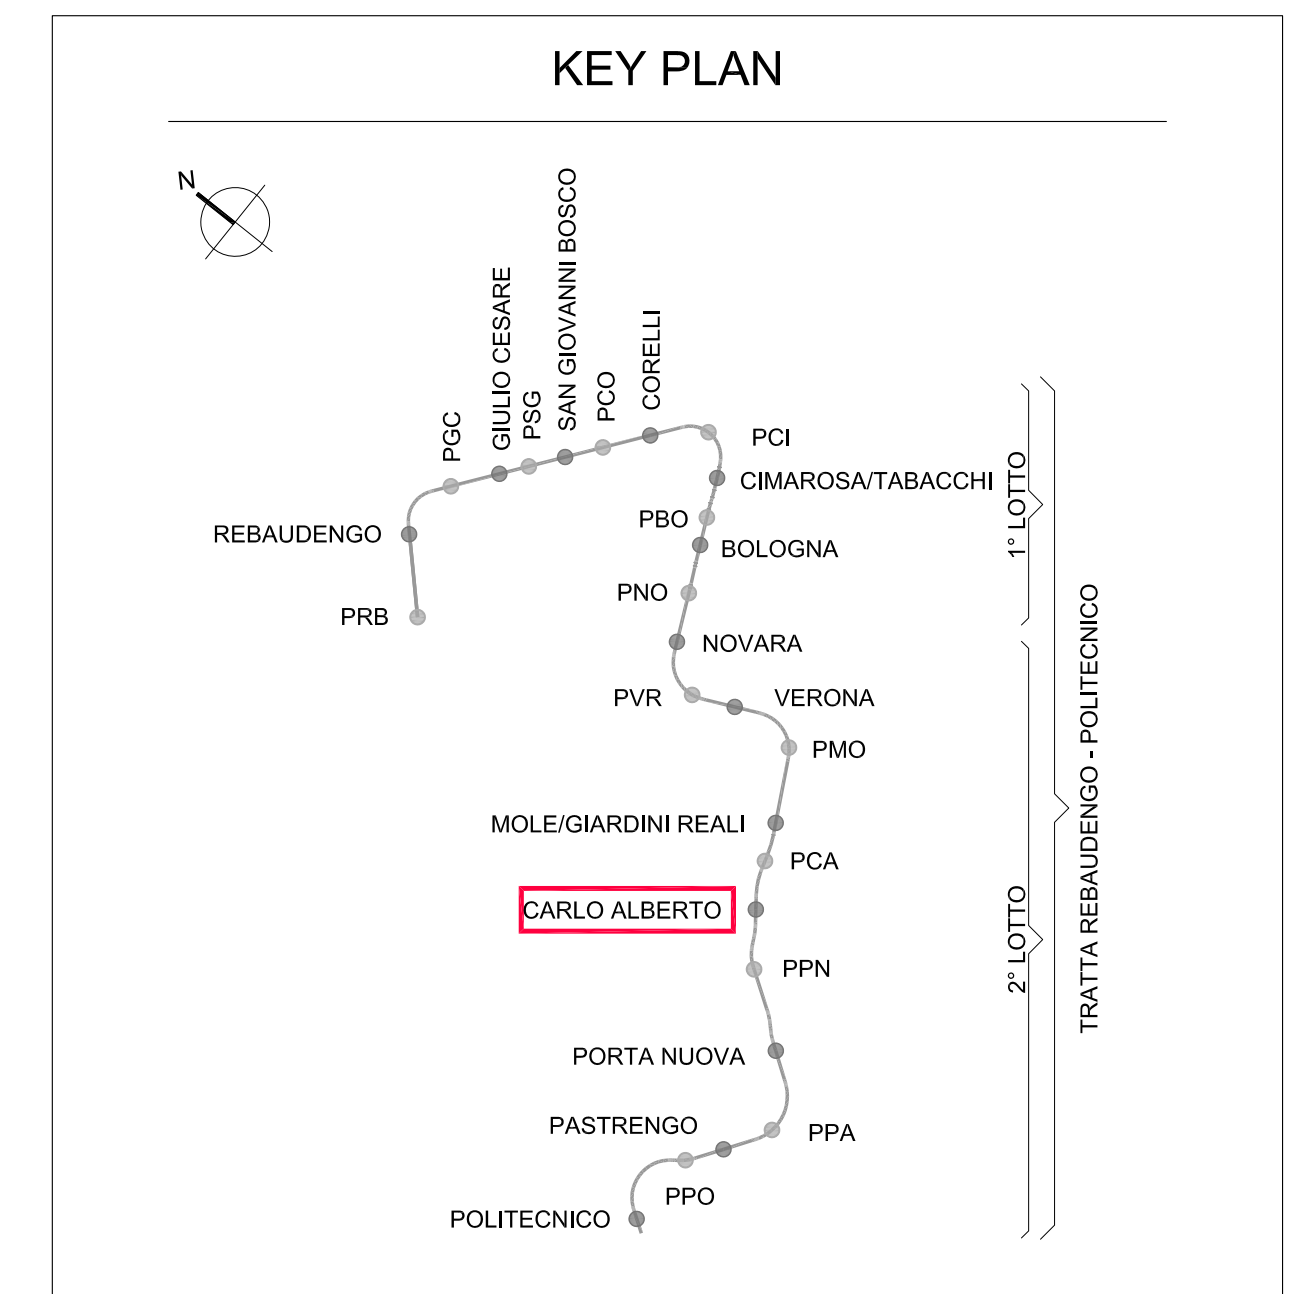 KEY PLAN
N
PGC
GIULIO CESARE
PSG
SAN GIOVANNI BOSCO
PCO
CORELLI
PCI
CIMAROSA/TABACCHI
PBO
REBAUDENGO
BOLOGNA
PNO
PRB
NOVARA
PVR
VERONA
PMO
MOLE/GIARDINI REALI
PCA
CARLO ALBERTO
PPN
PORTA NUOVA
PASTRENGO
PPA
PPO
POLITECNICO
1° LOTTO
2° LOTTO
TRATTA REBAUDENGO - POLITECNICO